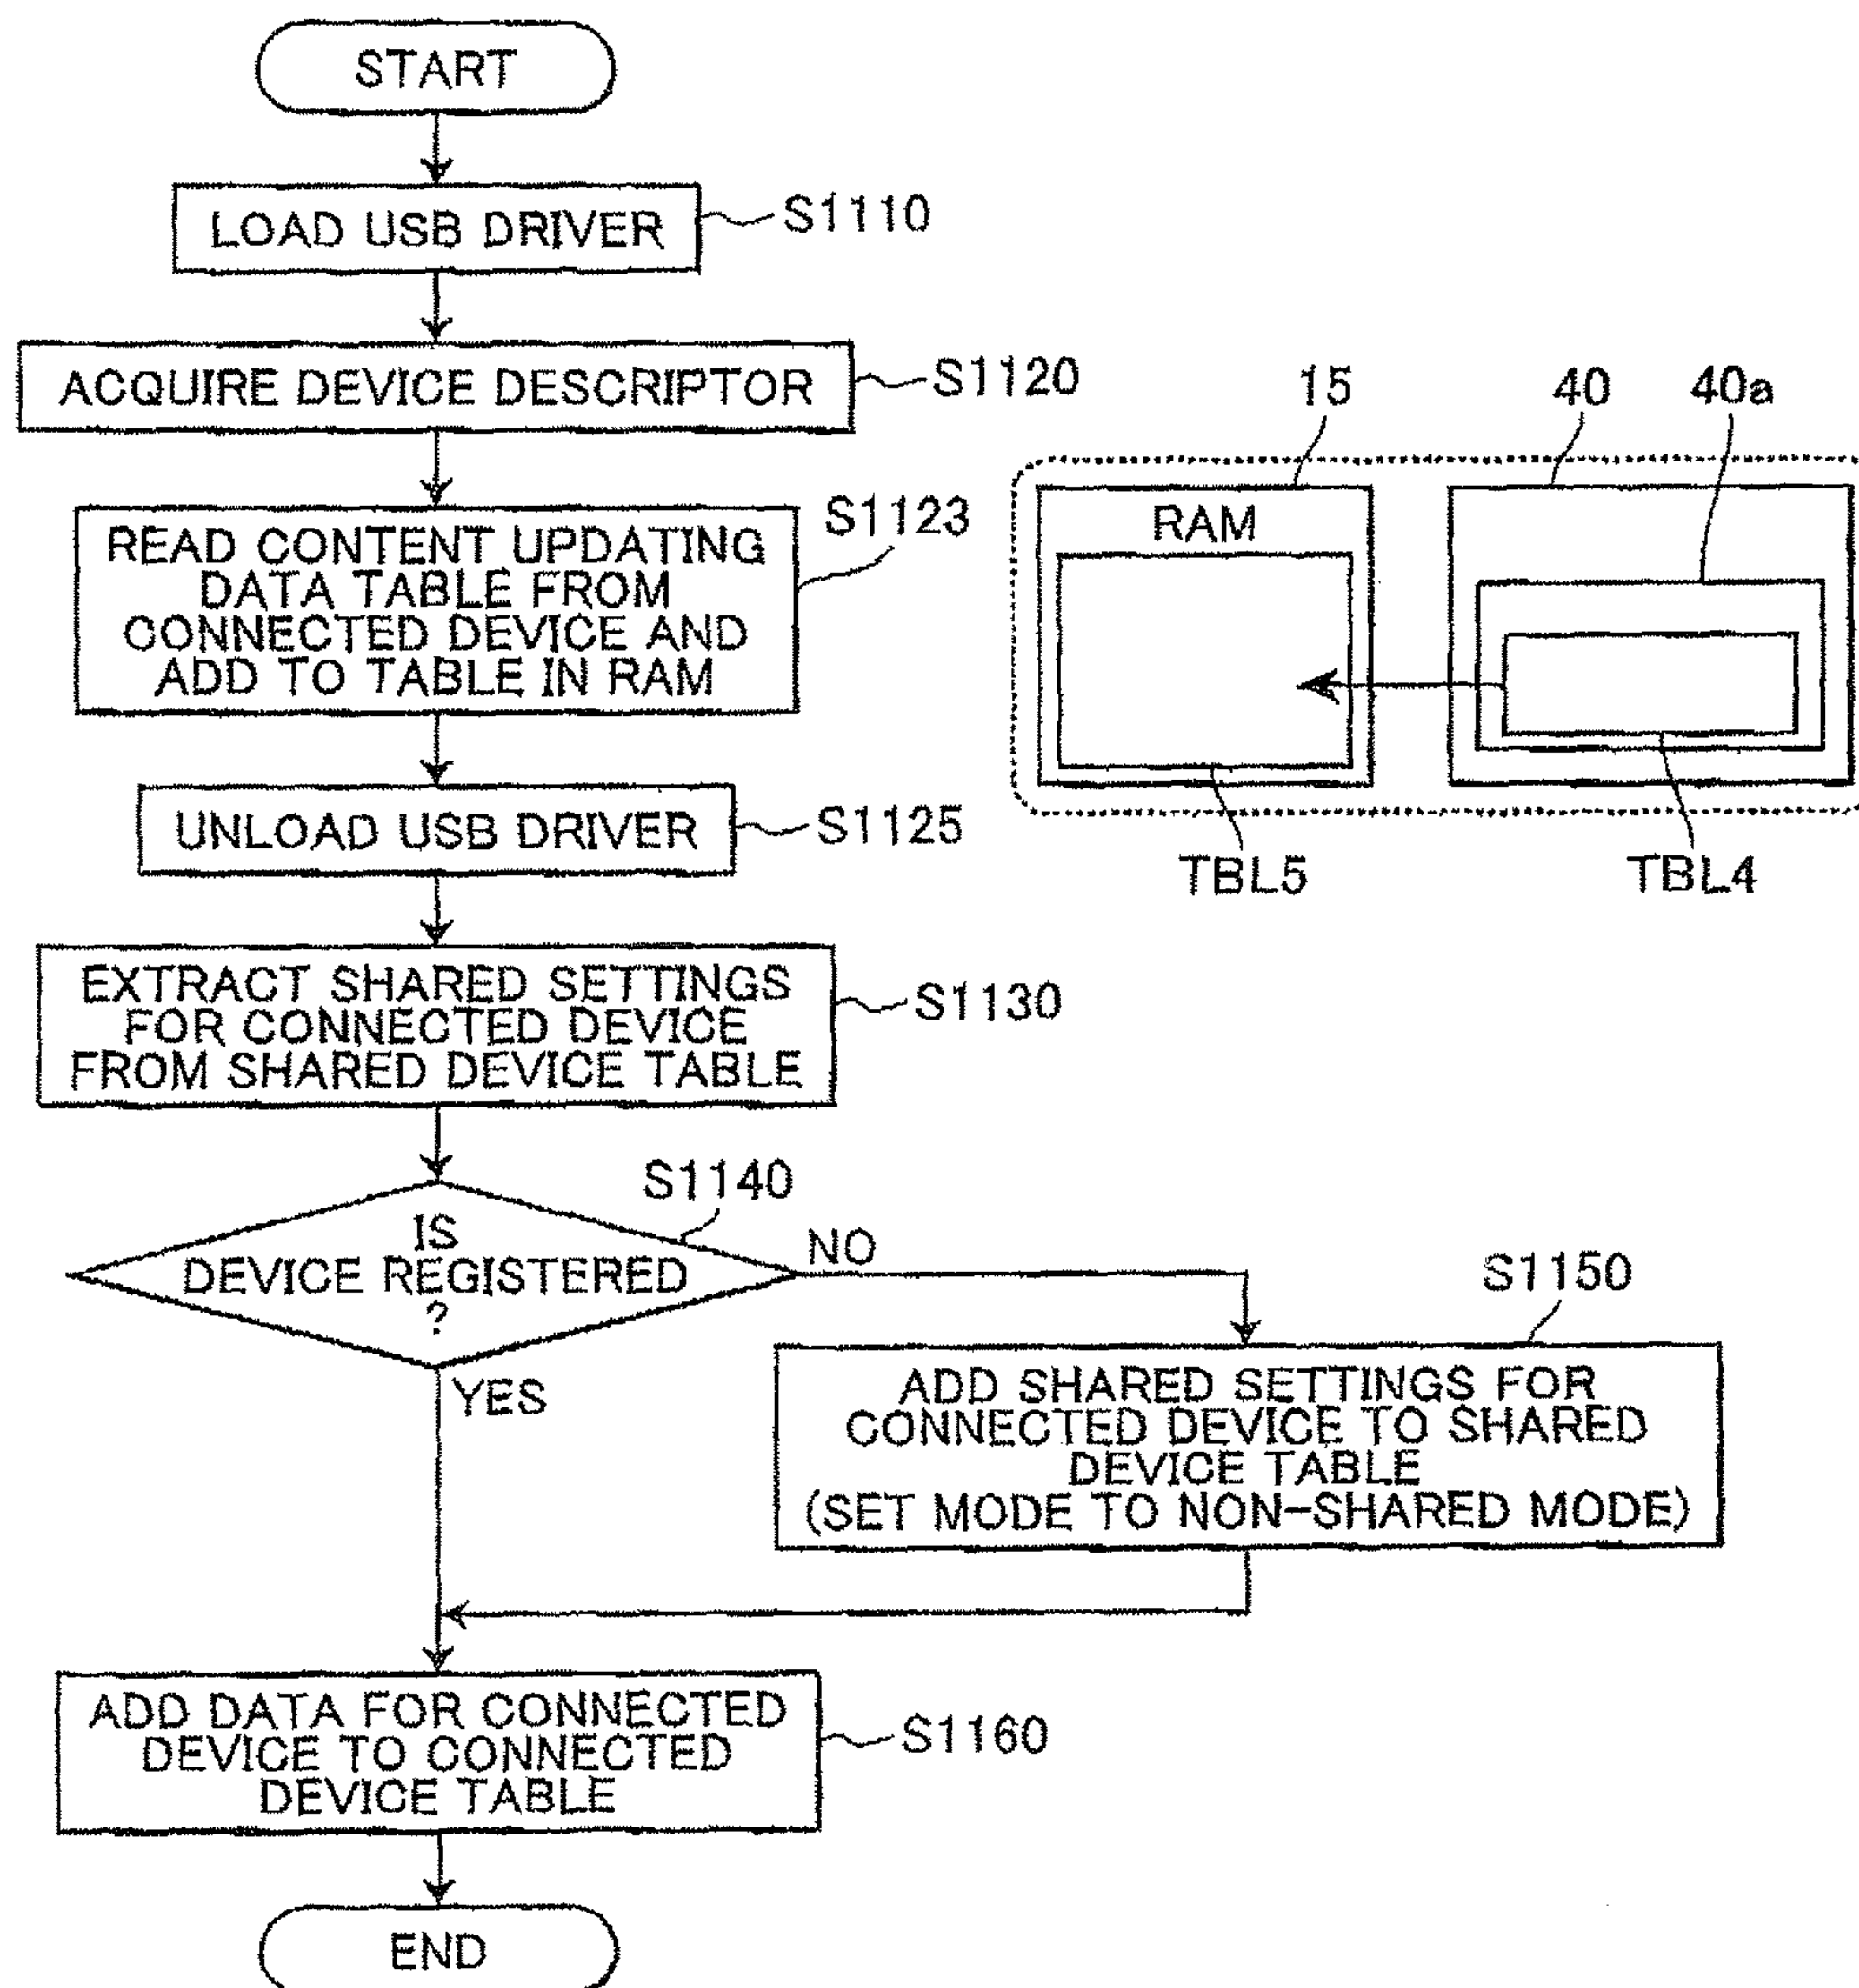 START
LOAD USB DRIVER
S1110
ACQUIRE DEVICE DESCRIPTOR
S1120
READ CONTENT UPDATING
DATA TABLE FROM
CONNECTED DEVICE AND
ADD TO TABLE IN RAM
S1123
15
40
40a
RAM
TBL5
TBL4
UNLOAD USB DRIVER
S1125
EXTRACT SHARED SETTINGS
FOR CONNECTED DEVICE
FROM SHARED DEVICE TABLE
S1130
IS
DEVICE REGISTERED
?
S1140
NO
YES
S1150
ADD SHARED SETTINGS FOR
CONNECTED DEVICE TO SHARED
DEVICE TABLE
(SET MODE TO NON-SHARED MODE)
ADD DATA FOR CONNECTED
DEVICE TO CONNECTED
DEVICE TABLE
S1160
END